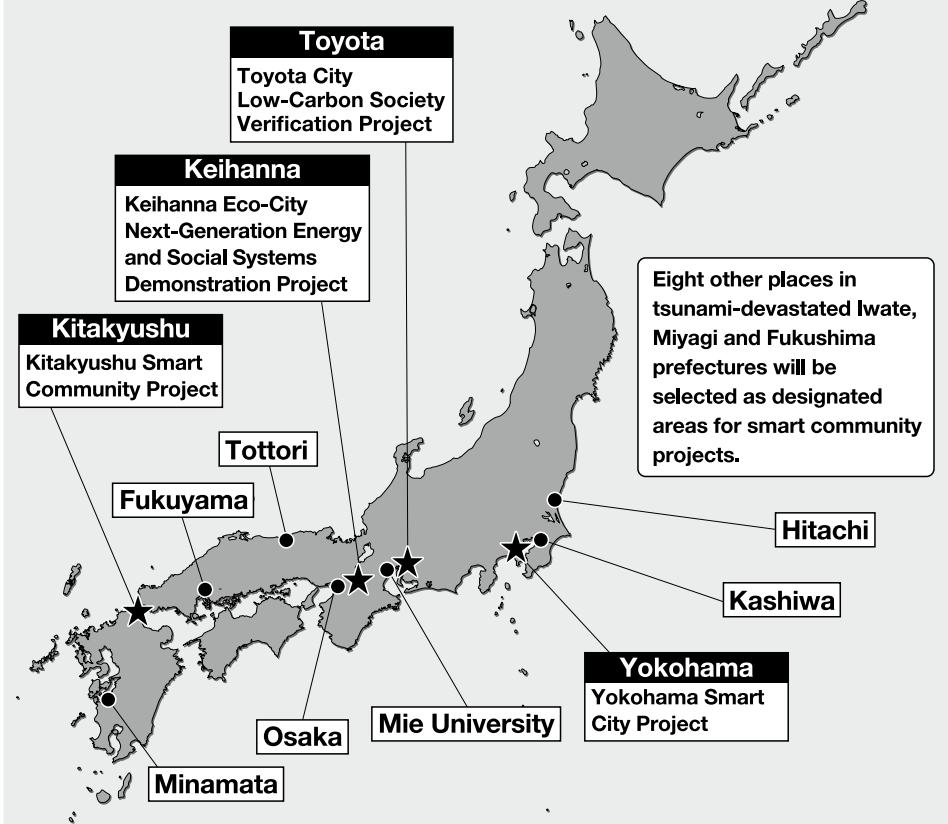 Toyota
Toyota City
Low-Carbon Society
Verification Project
Keihanna
Keihanna Eco-City
Next-Generation Energy
and Social Systems
Demonstration Project
Kitakyushu
Kitakyushu Smart
Community Project
Eight other places in
tsunami-devastated Iwate,
Miyagi and Fukushima
prefectures will be
selected as designated
areas for smart community
projects.
Tottori
Fukuyama
Hitachi
Kashiwa
Yokohama
Yokohama Smart
City Project
Mie University
Osaka
Minamata